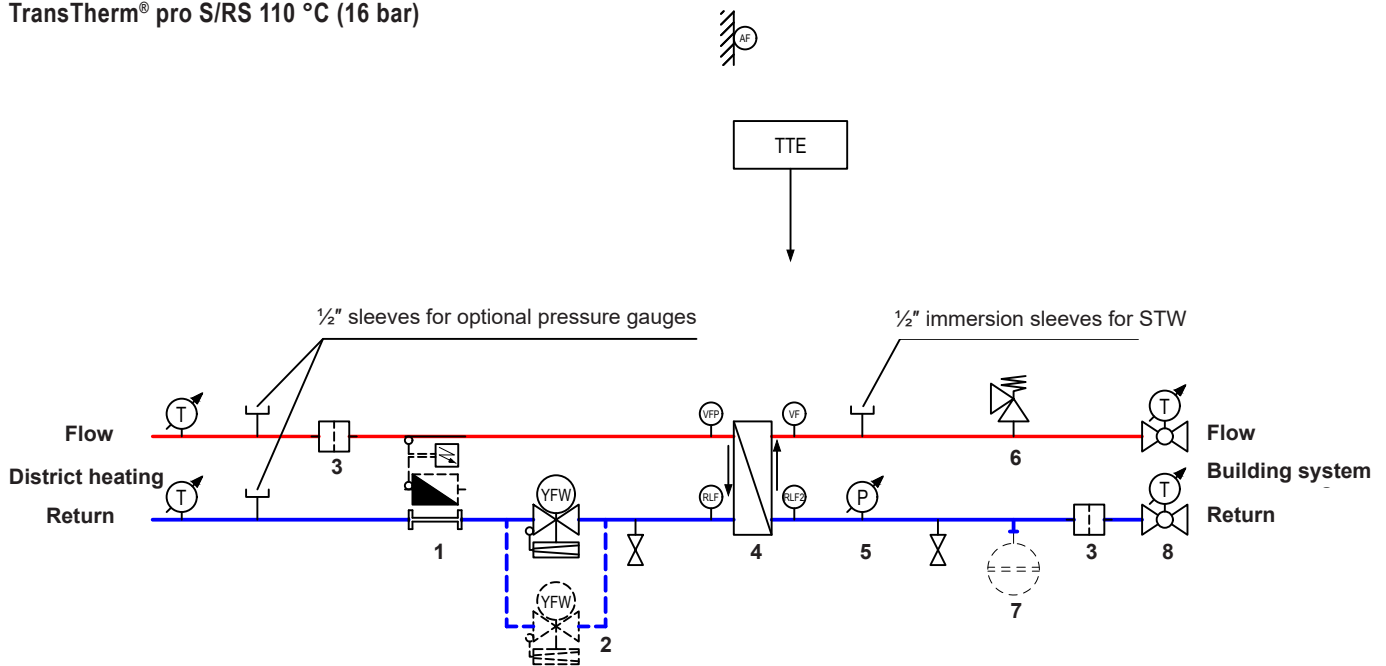 TransTherm® pro S/RS 110 °C (16 bar)
AF
TTE
½" sleeves for optional pressure gauges
½" immersion sleeves for STW
T
VFP
VF
T
Flow
Flow
3
6
District heating
Building system
T
YFW
RLF
RLF2
P
T
Return
Return
1
4
5
3
8
YFW
2
7